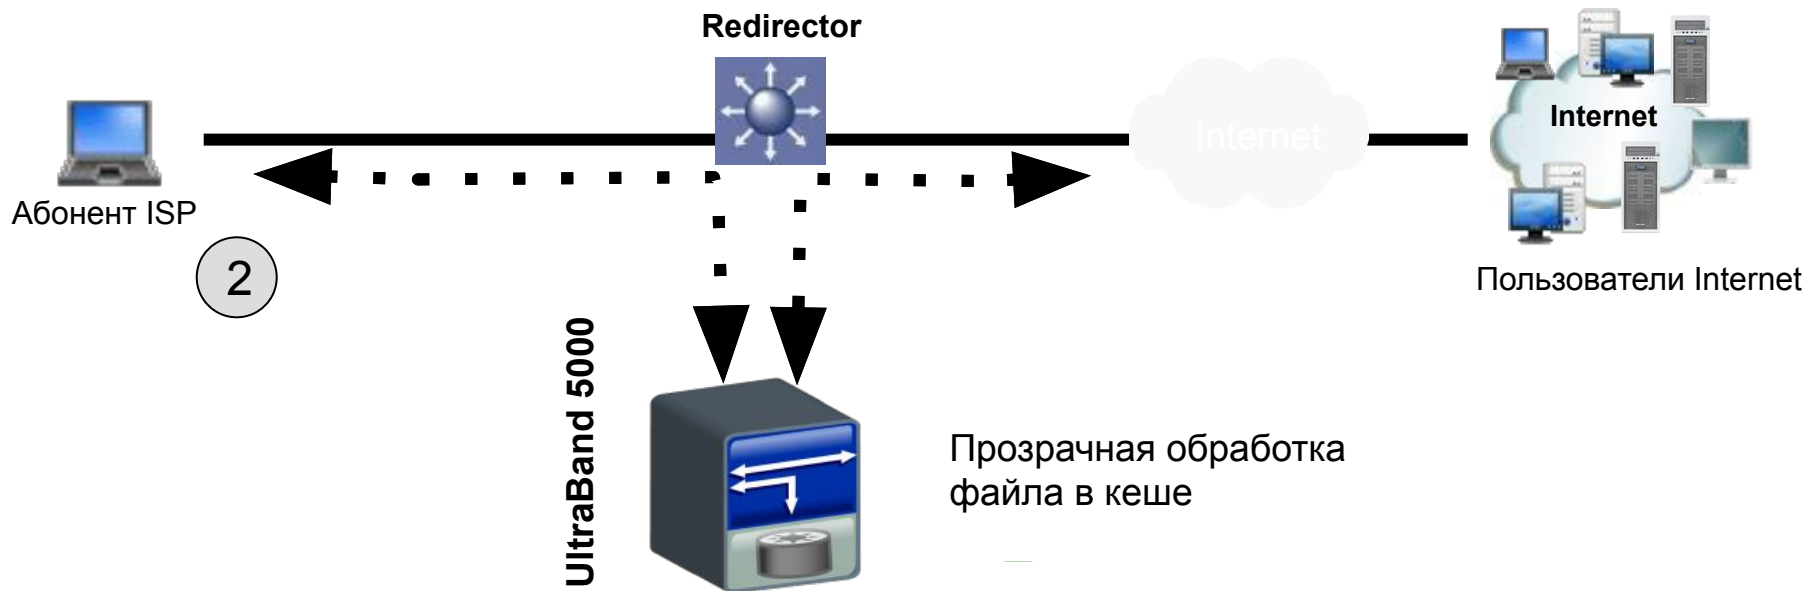 Redirector
Internet
Internet
Абонент ISP
2
Пользователи Internet
UltraBand 5000
Прозрачная обработка
файла в кеше